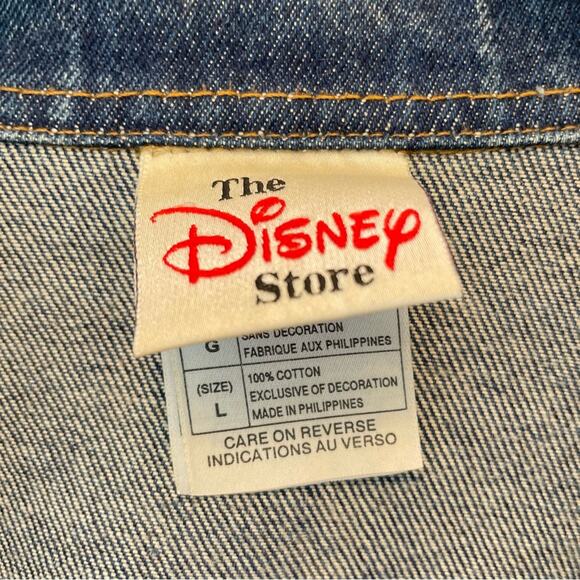 The
Disney
Store
G
SANS DECORATION
FABRIQUE AUX PHILIPPINES
(SIZE)
L
100% COTTON
EXCLUSIVE OF DECORATION
MADE IN PHILIPPINES
CARE ON REVERSE
INDICATIONS AU VERSO